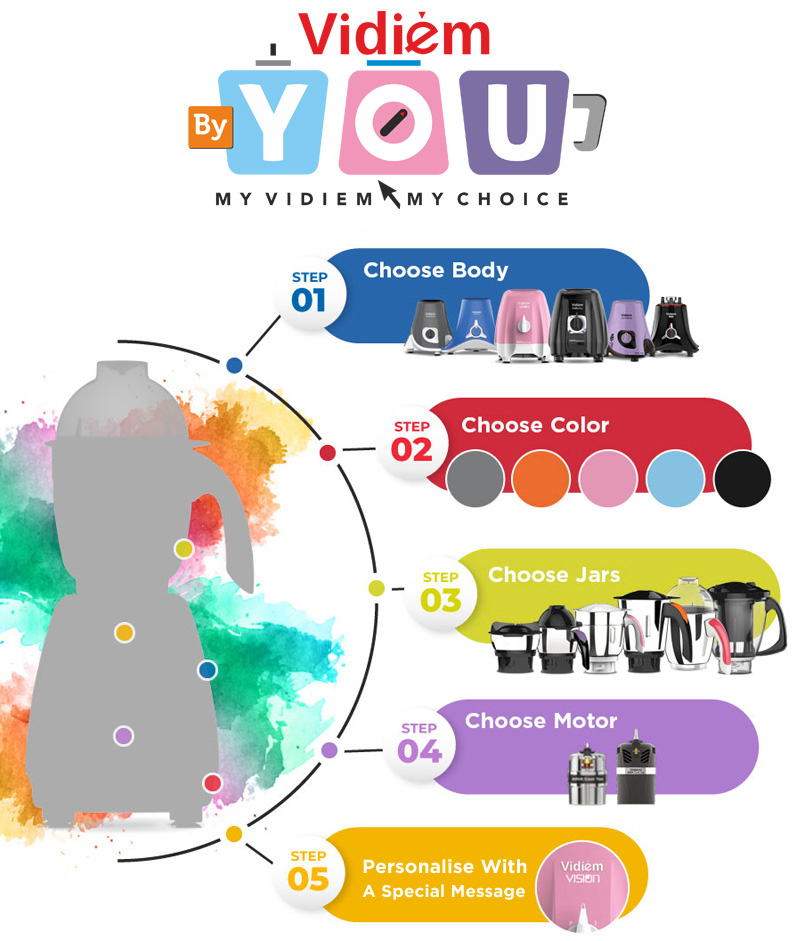 Vidiem
By YOU
MY VIDIEM MY CHOICE
STEP
01
Choose Body
STEP
02
Choose Color
STEP
03
Choose Jars
STEP
04
Choose Motor
STEP
05
Personalise With
A Special Message
Vidiem
VISION